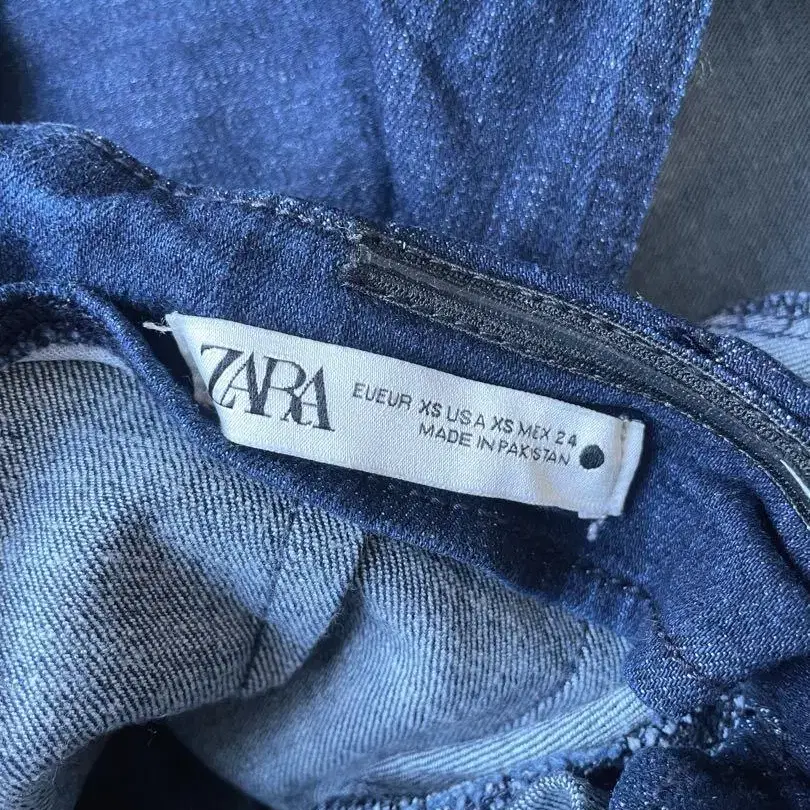 ZARA
EUEUR XS USA XS MEX 24
MADE IN PAKISTAN